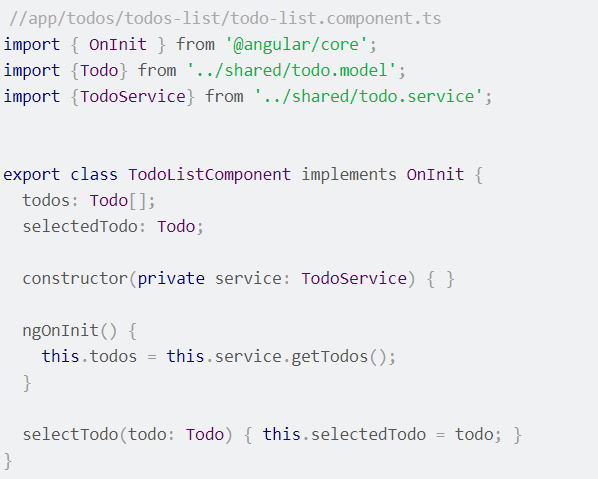 //app/todos/todos-list/todo-list.component.ts
import { OnInit } from '@angular/core';
import {Todo} from '../shared/todo.model';
import {TodoService} from '../shared/todo.service';
export class TodoListComponent implements OnInit {
todos: Todo[];
selectedTodo: Todo;
constructor(private service: TodoService) { }
ngOnInit() {
this.todos = this.service.getTodos();
}
selectTodo(todo: Todo) { this.selectedTodo = todo; }
}